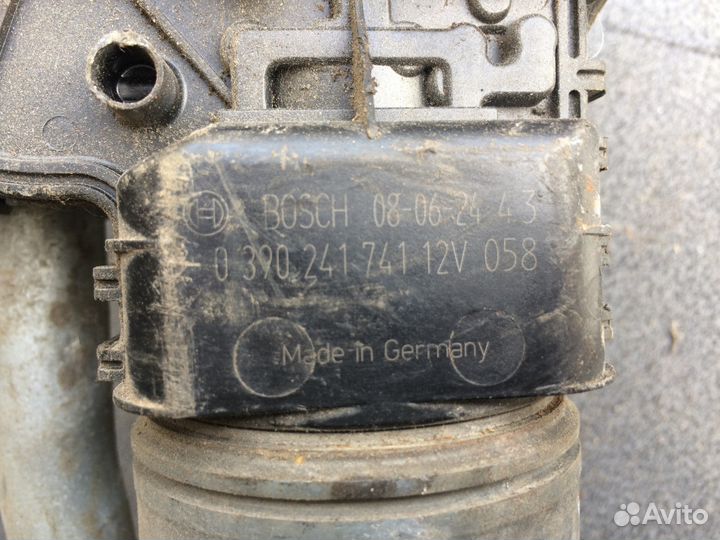 BOSCH 08-06-24 43
0 390 241 741 12V 058
Made in Germany
Avito